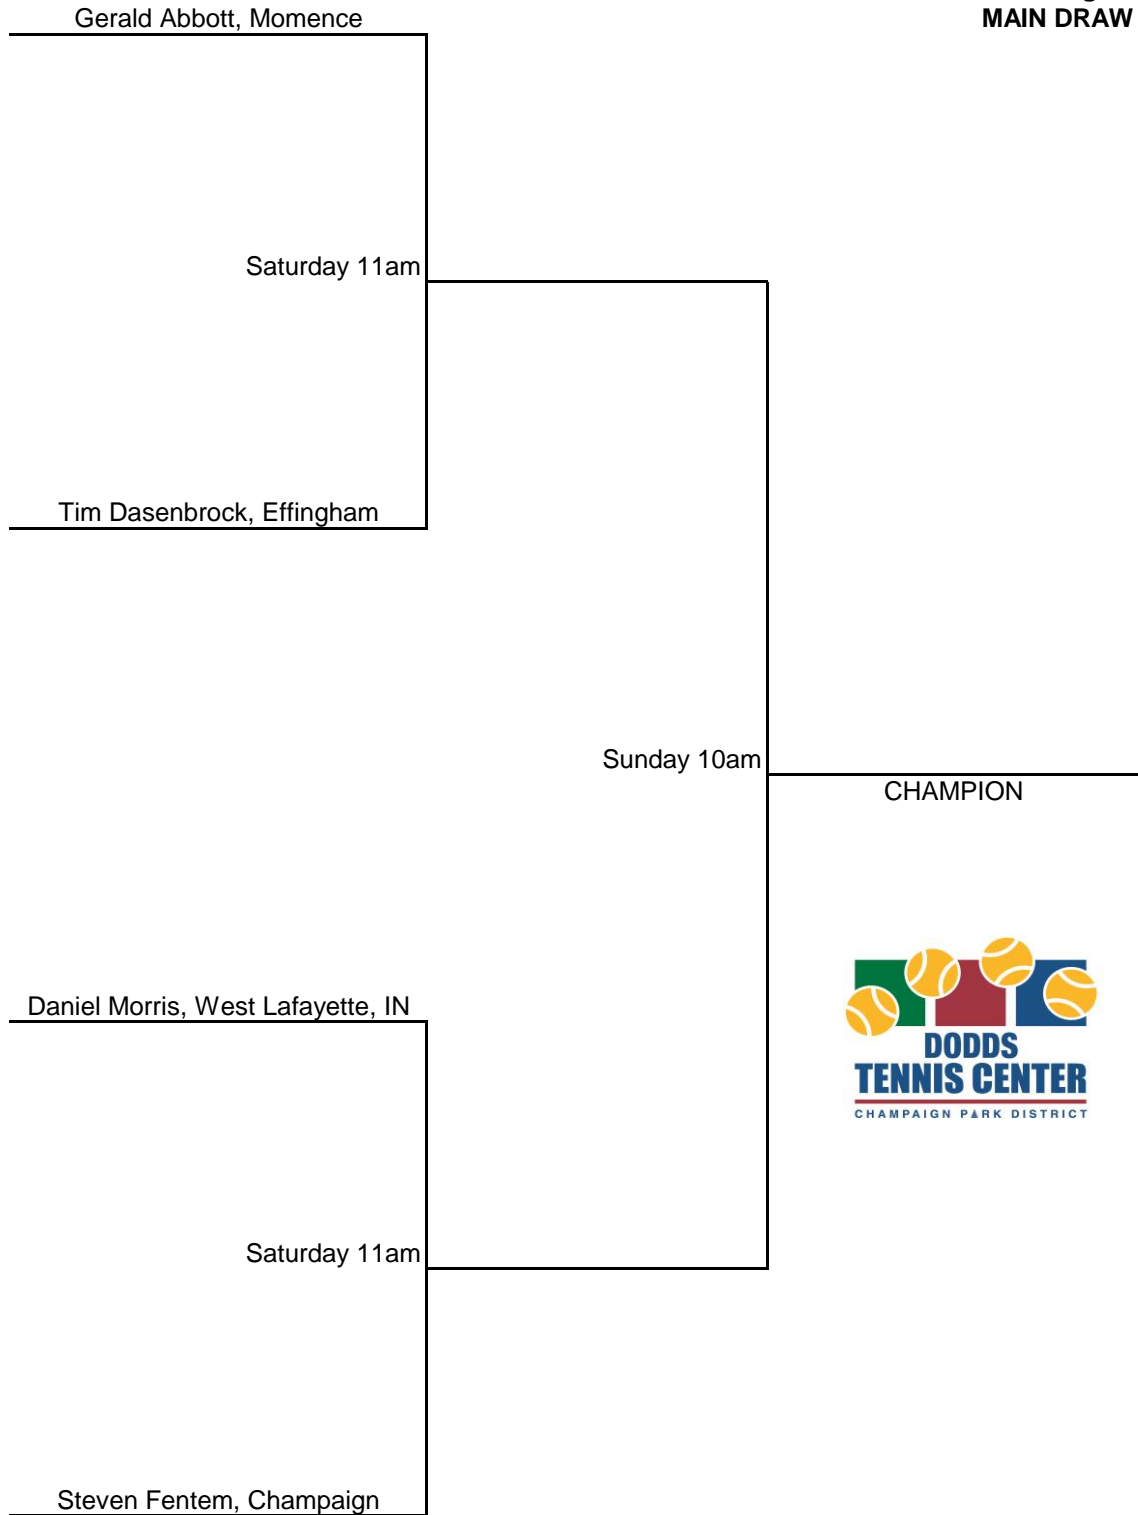 MAIN DRAW
Gerald Abbott, Momence
Saturday 11am
Tim Dasenbrock, Effingham
Sunday 10am
CHAMPION
Daniel Morris, West Lafayette, IN
DODDS
TENNIS CENTER
CHAMPAIGN PARK DISTRICT
Saturday 11am
Steven Fentem, Champaign